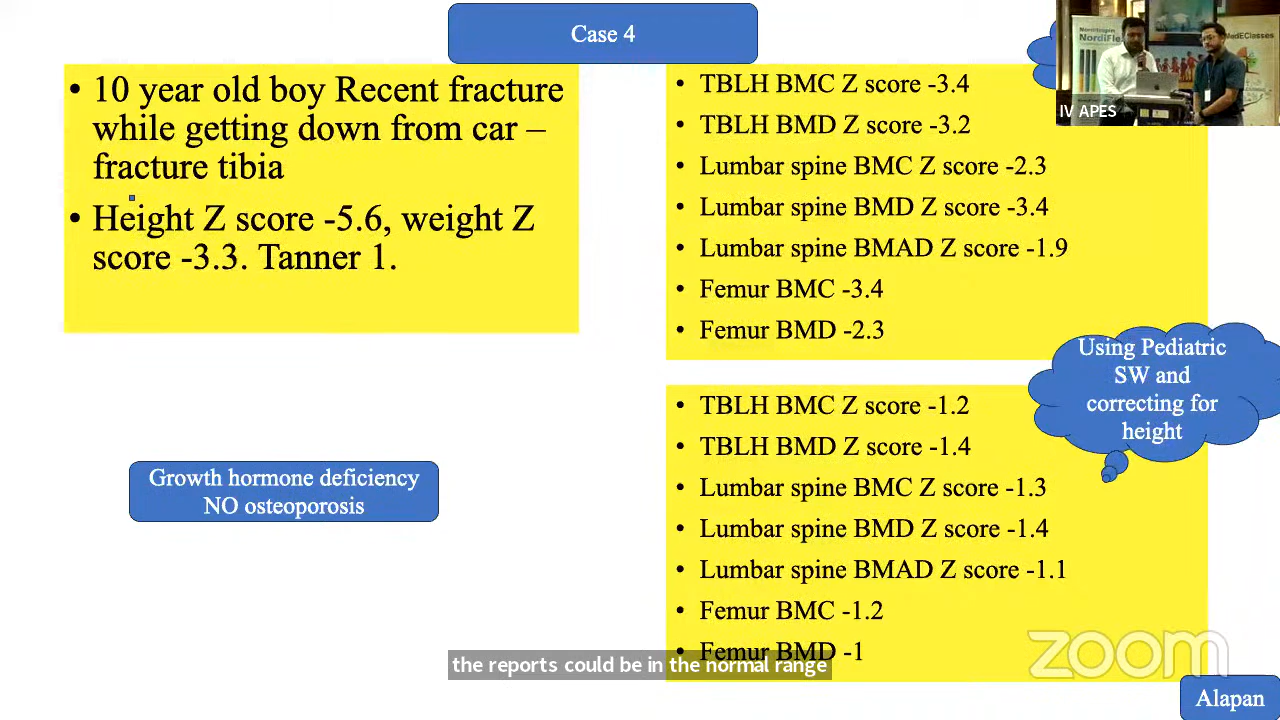 Case 4
• 10 year old boy Recent fracture
while getting down from car –
fracture tibia
• Height Z score -5.6, weight Z
score -3.3. Tanner 1.
• TBLH BMC Z score -3.4
• TBLH BMD Z score -3.2
• Lumbar spine BMC Z score -2.3
• Lumbar spine BMD Z score -3.4
• Lumbar spine BMAD Z score -1.9
• Femur BMC -3.4
• Femur BMD -2.3
IV APES
Using Pediatric
SW and
correcting for
height
• TBLH BMC Z score -1.2
• TBLH BMD Z score -1.4
• Lumbar spine BMC Z score -1.3
• Lumbar spine BMD Z score -1.4
• Lumbar spine BMAD Z score -1.1
• Femur BMC -1.2
• Femur BMD -1
Growth hormone deficiency
NO osteoporosis
the reports could be in the normal range
zoom
Alapan